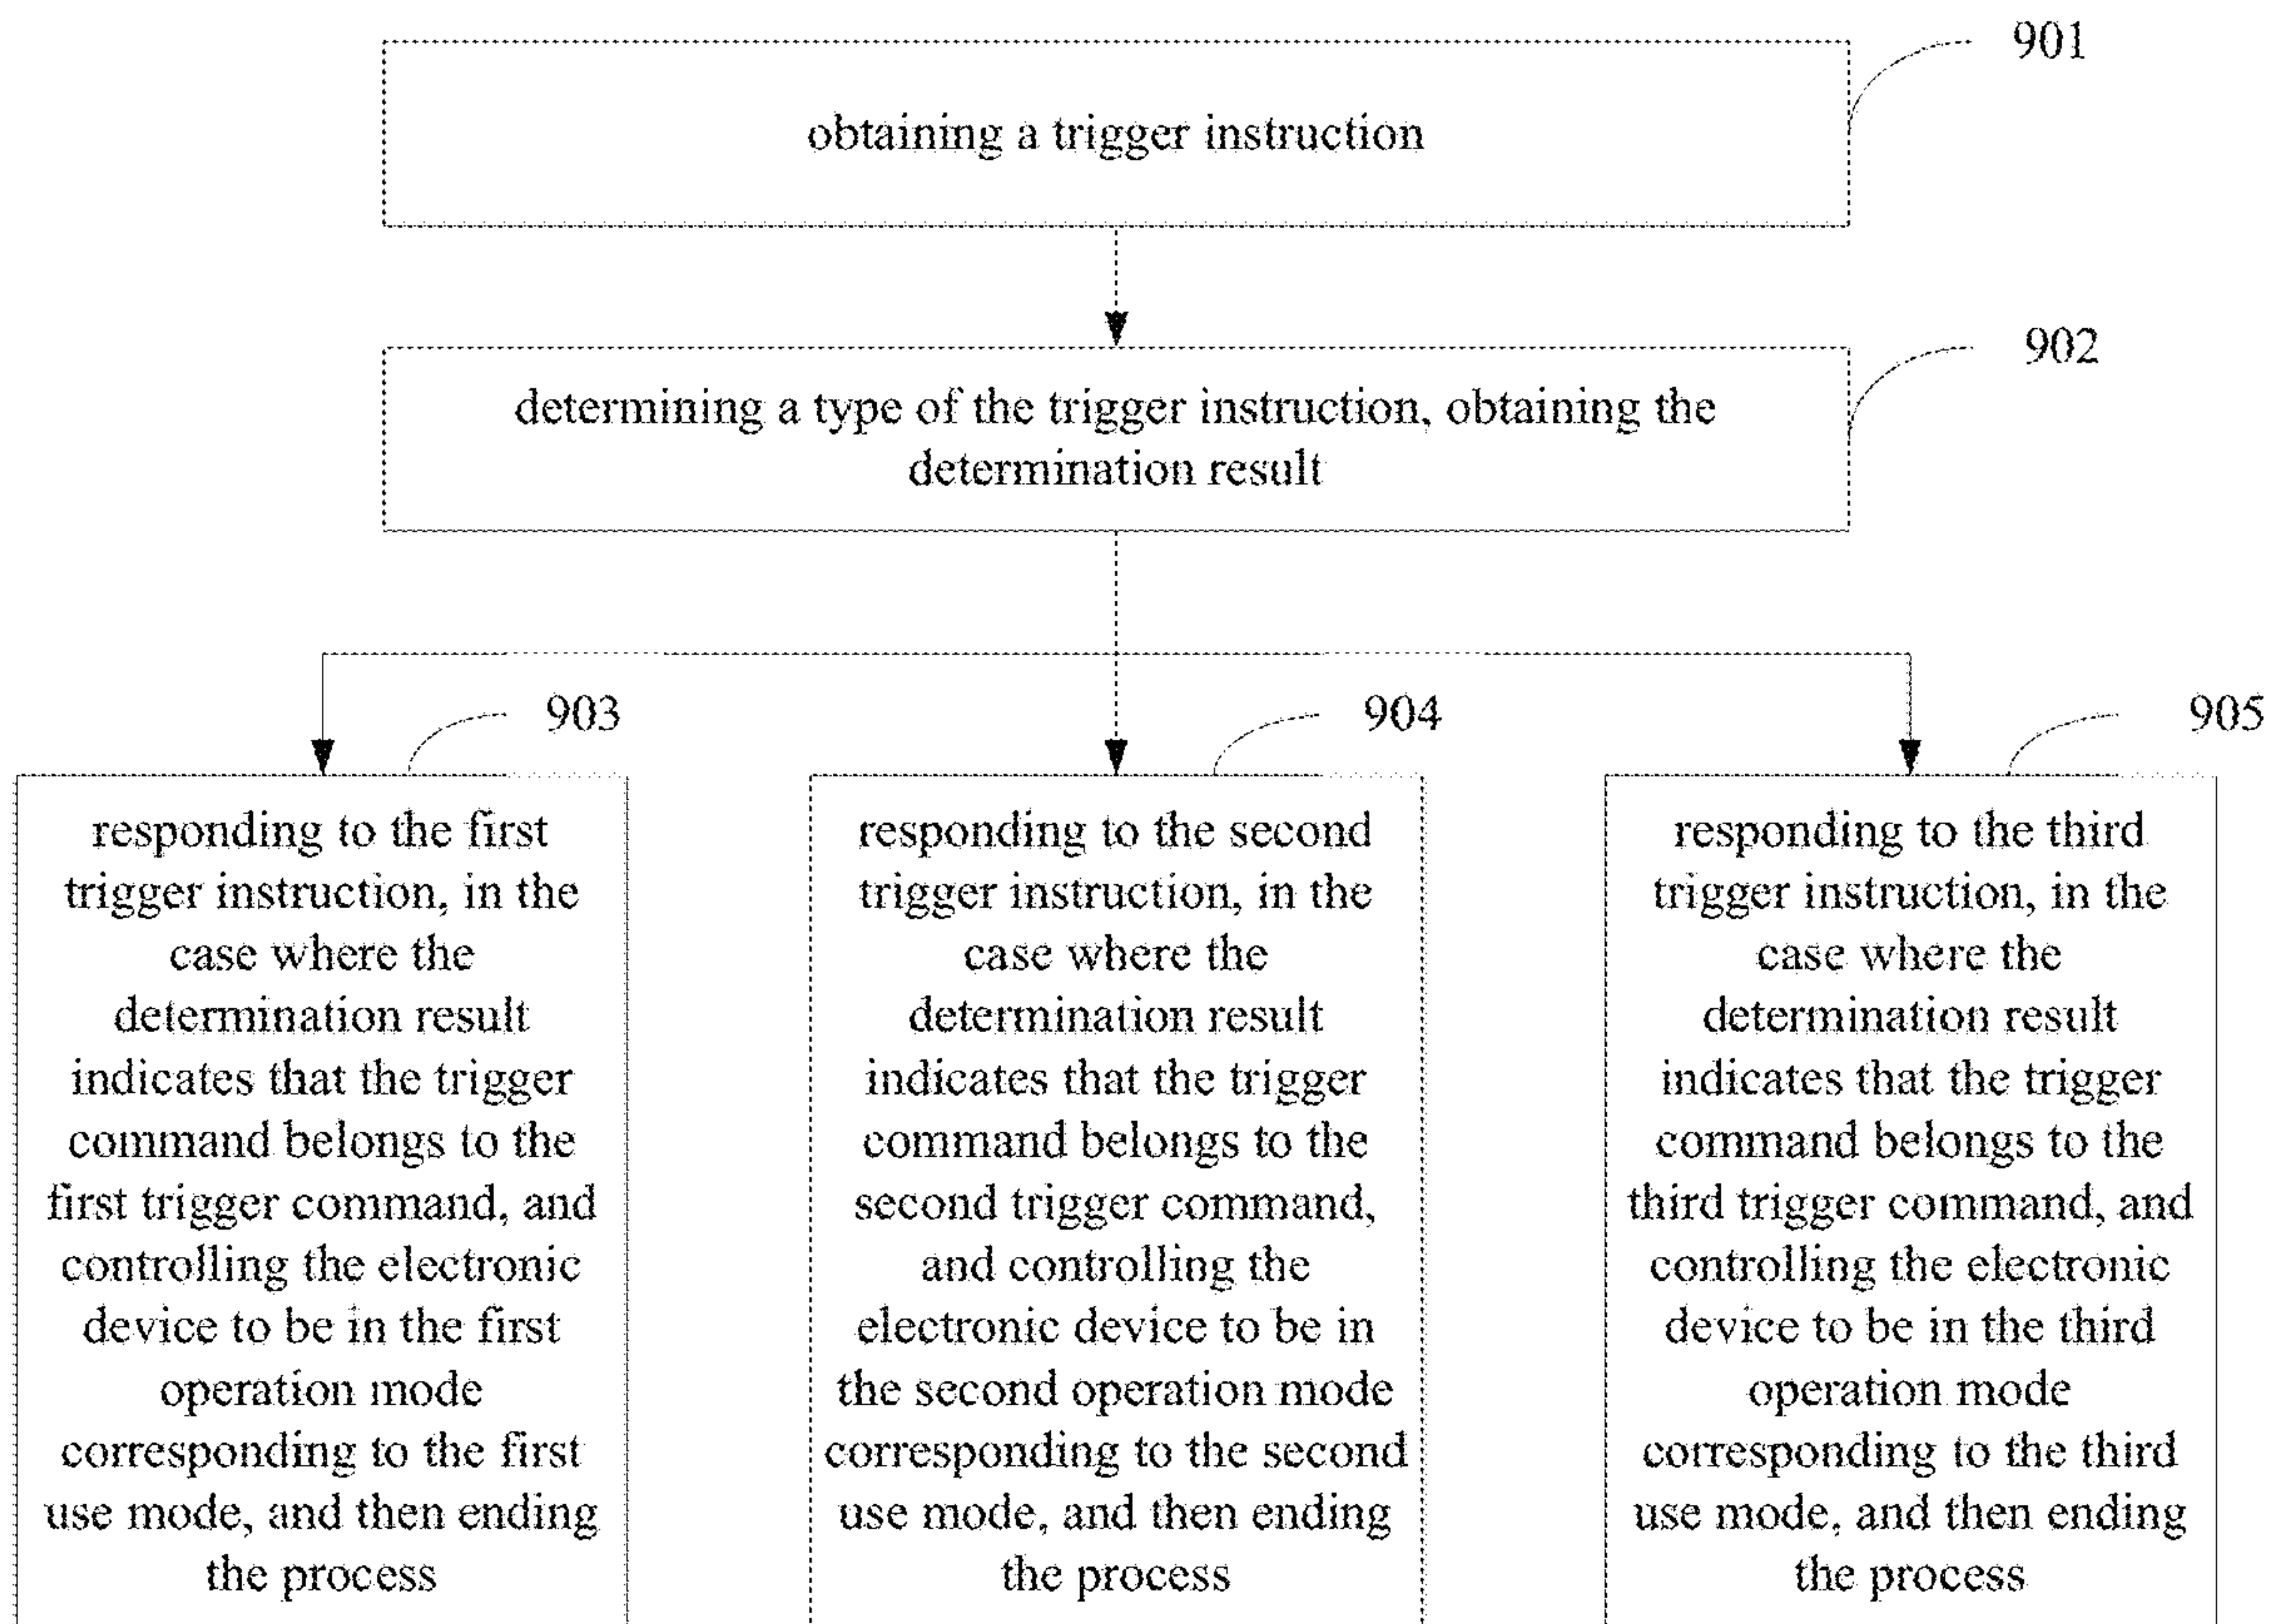 901
obtaining a trigger instruction
902
determining a type of the trigger instruction, obtaining the
determination result
903
responding to the first
trigger instruction, in the
case where the
determination result
indicates that the trigger
command belongs to the
first trigger command, and
controlling the electronic
device to be in the first
operation mode
corresponding to the first
use mode, and then ending
the process
904
responding to the second
trigger instruction, in the
case where the
determination result
indicates that the trigger
command belongs to the
second trigger command,
and controlling the
electronic device to be in
the second operation mode
corresponding to the second
use mode, and then ending
the process
905
responding to the third
trigger instruction, in the
case where the
determination result
indicates that the trigger
command belongs to the
third trigger command, and
controlling the electronic
device to be in the third
operation mode
corresponding to the third
use mode, and then ending
the process